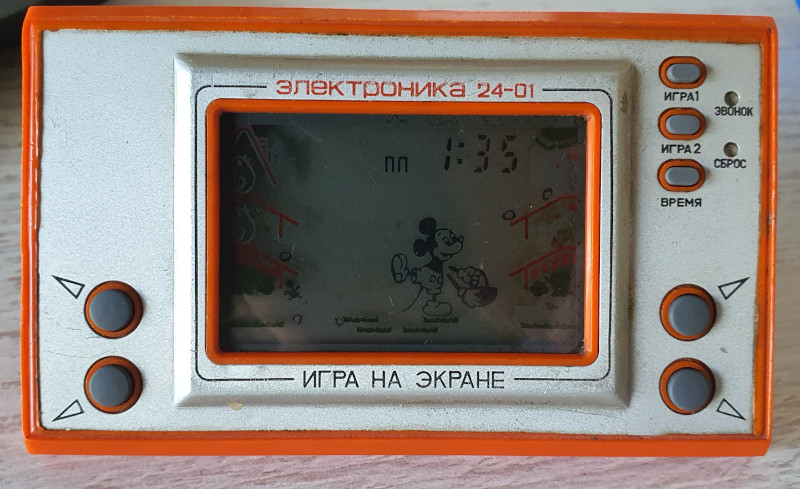 электроника 24-01
ИГРА 1
ЗВОНОК
ИГРА 2
СБРОС
ВРЕМЯ
ПП 1:35
ИГРА НА ЭКРАНЕ